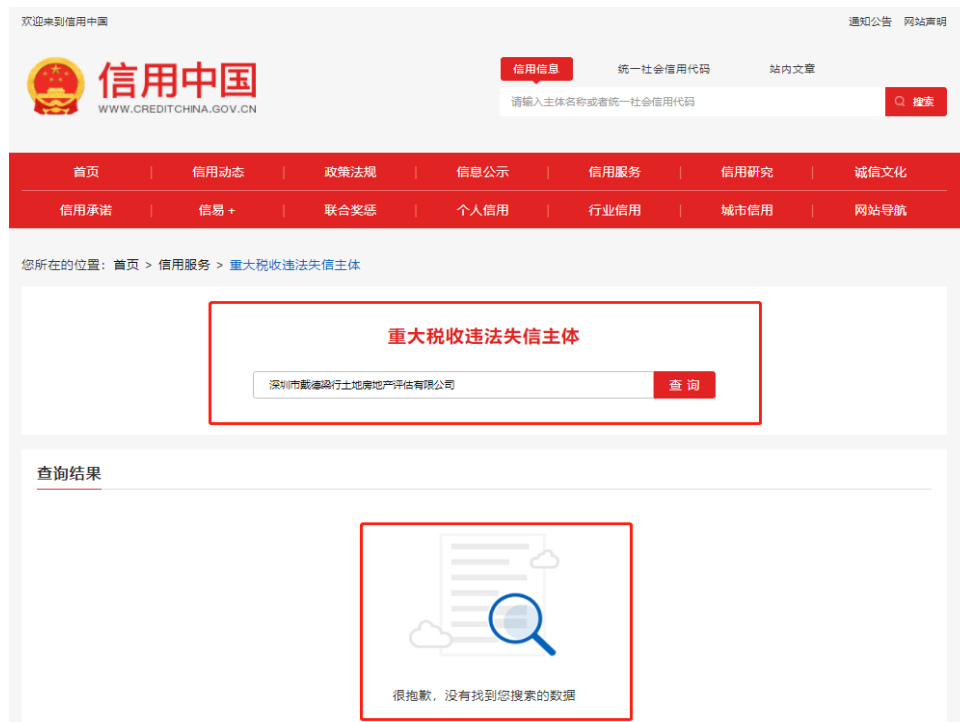 欢迎来到信用中国
通知公告 网站声明
信用中国
WWW.CREDITCHINA.GOV.CN
信用信息 统一社会信用代码 站内文章
请输入主体名称或者统一社会信用代码
搜索
首页 | 信用动态 | 政策法规 | 信息公示 | 信用服务 | 信用研究 | 诚信文化
信用承诺 | 信易 + | 联合奖惩 | 个人信用 | 行业信用 | 城市信用 | 网站导航
您所在的位置：首页 > 信用服务 > 重大税收违法失信主体
重大税收违法失信主体
深圳市戴德梁行土地房地产评估有限公司
查询
查询结果
很抱歉，没有找到您搜索的数据